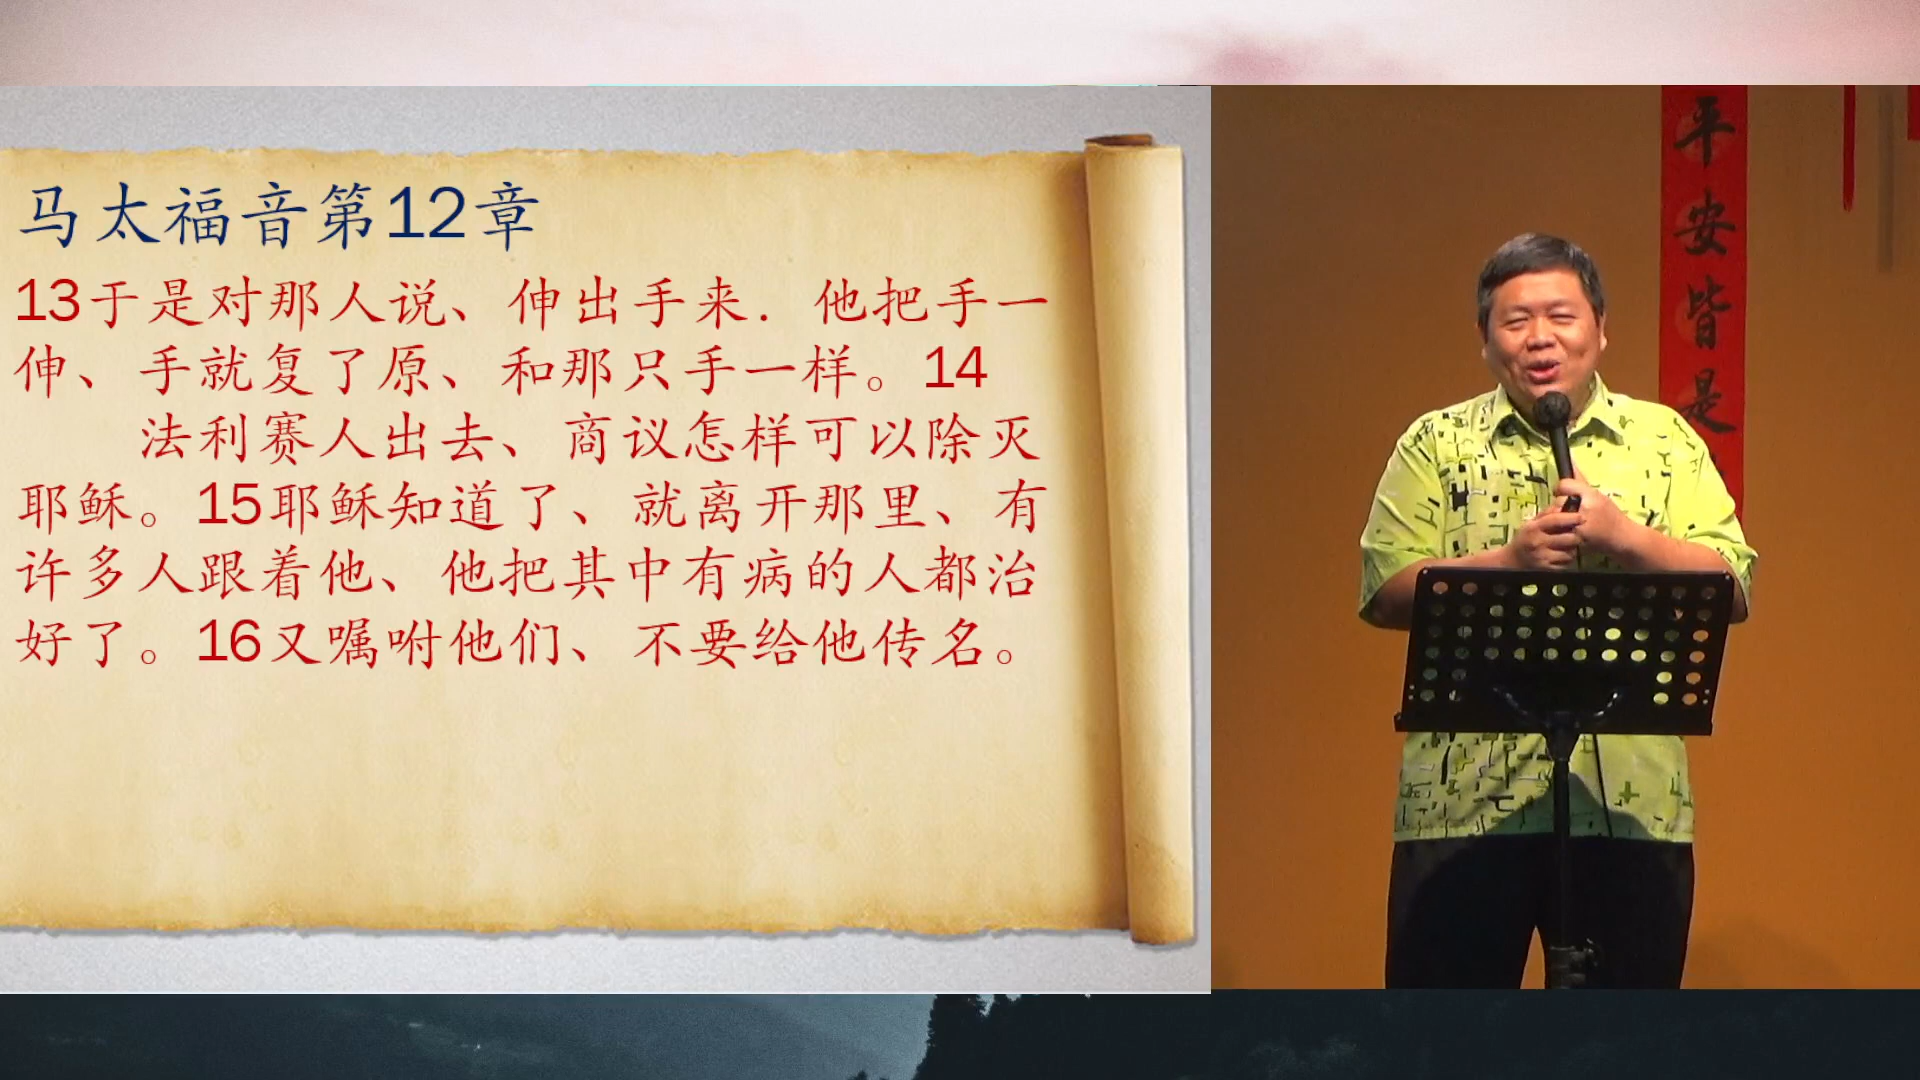 马太福音第12章
13于是对那人说、伸出手来．他把手一
伸、手就复了原、和那只手一样。14
法利赛人出去、商议怎样可以除灭
耶稣。15耶稣知道了、就离开那里、有
许多人跟着他、他把其中有病的人都治
好了。16又嘱咐他们、不要给他传名。
平安皆是